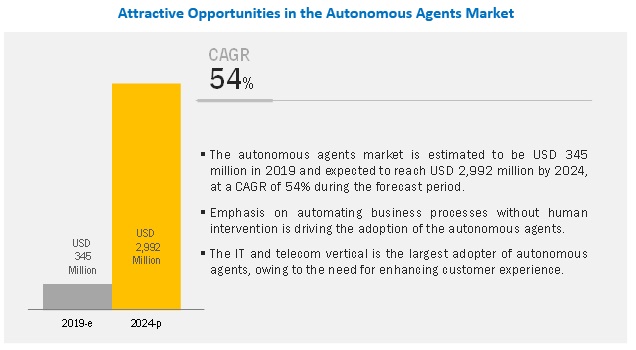 Attractive Opportunities in the Autonomous Agents Market
CAGR
54%
▪ The autonomous agents market is estimated to be USD 345
million in 2019 and expected to reach USD 2,992 million by 2024,
at a CAGR of 54% during the forecast period.
▪ Emphasis on automating business processes without human
intervention is driving the adoption of the autonomous agents.
▪ The IT and telecom vertical is the largest adopter of autonomous
agents, owing to the need for enhancing customer experience.
USD
345
Million
USD
2,992
Million
2019-e
2024-p